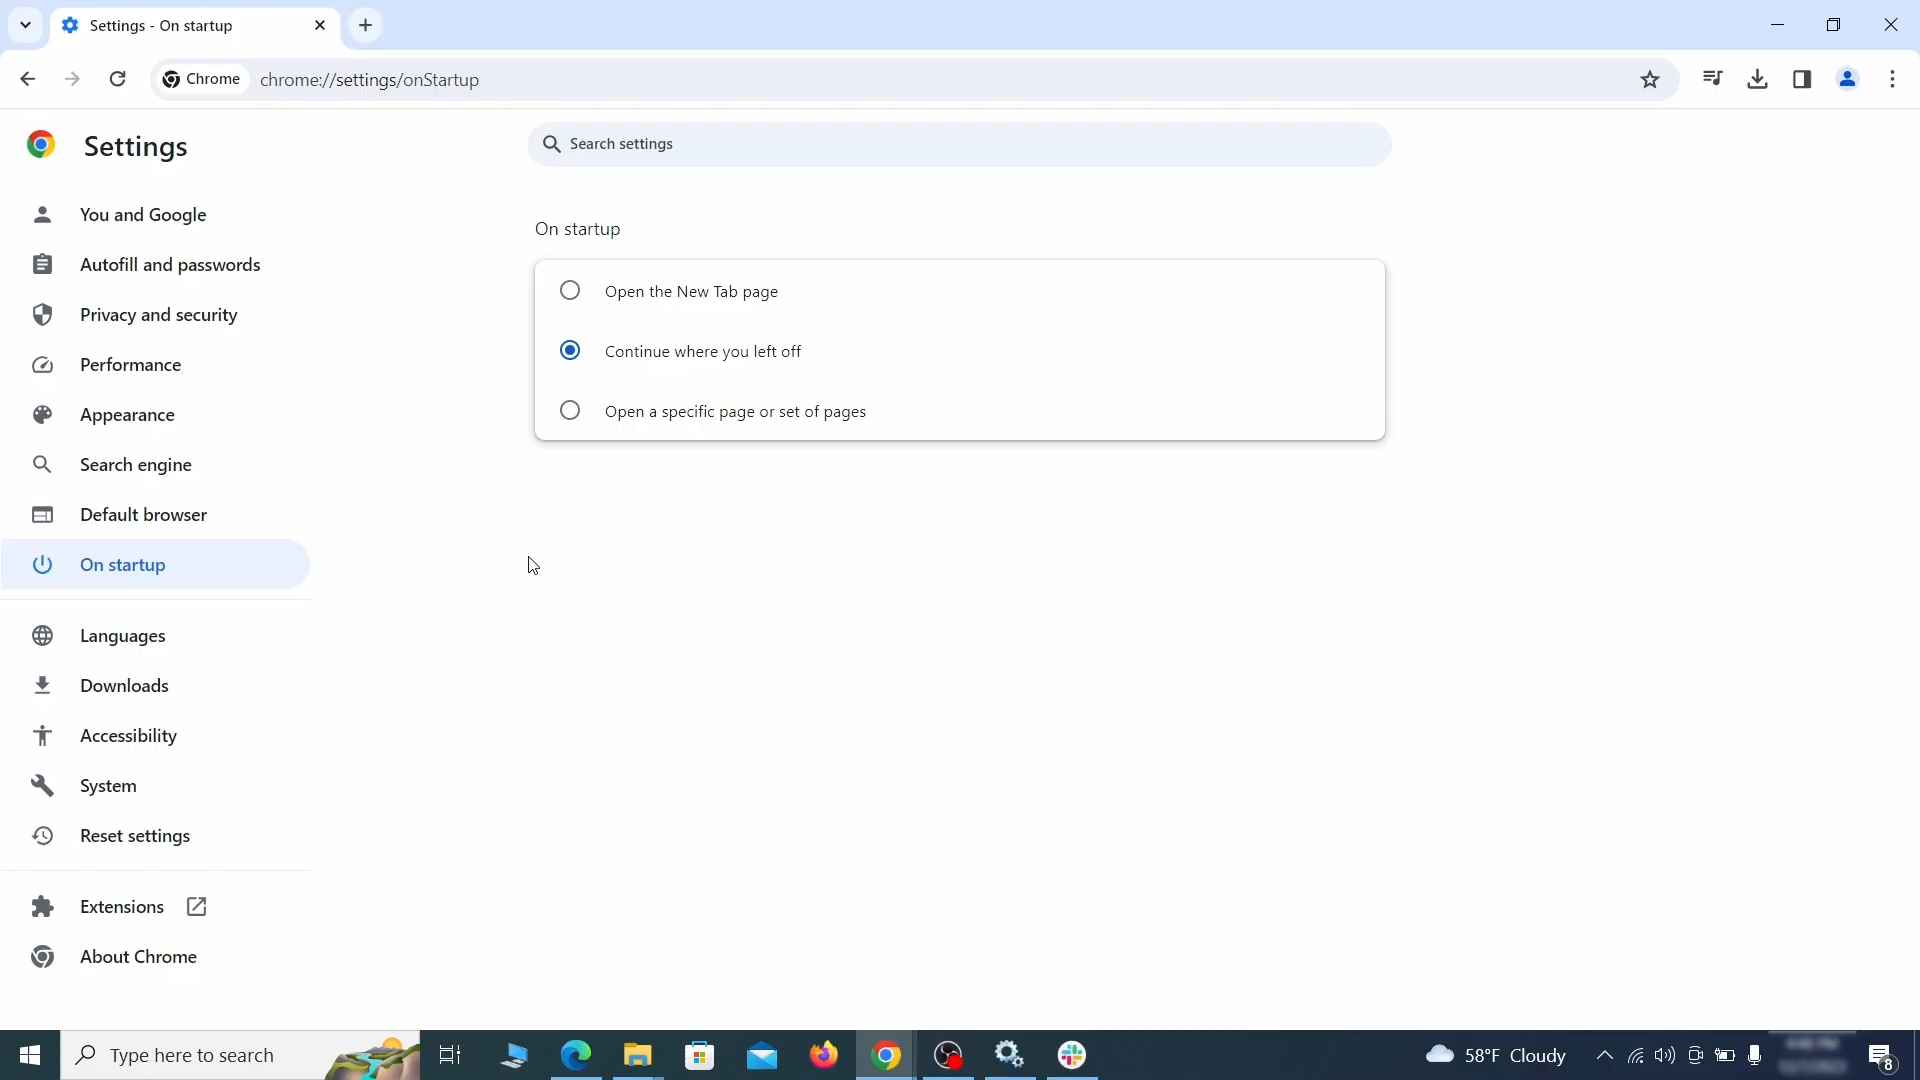 Settings - On startup
Chrome
chrome://settings/onStartup
Settings
Search settings
You and Google
Autofill and passwords
Privacy and security
Performance
Appearance
Search engine
Default browser
On startup
Languages
Downloads
Accessibility
System
Reset settings
Extensions
About Chrome
On startup
Open the New Tab page
Continue where you left off
Open a specific page or set of pages
Type here to search
58°F Cloudy
8